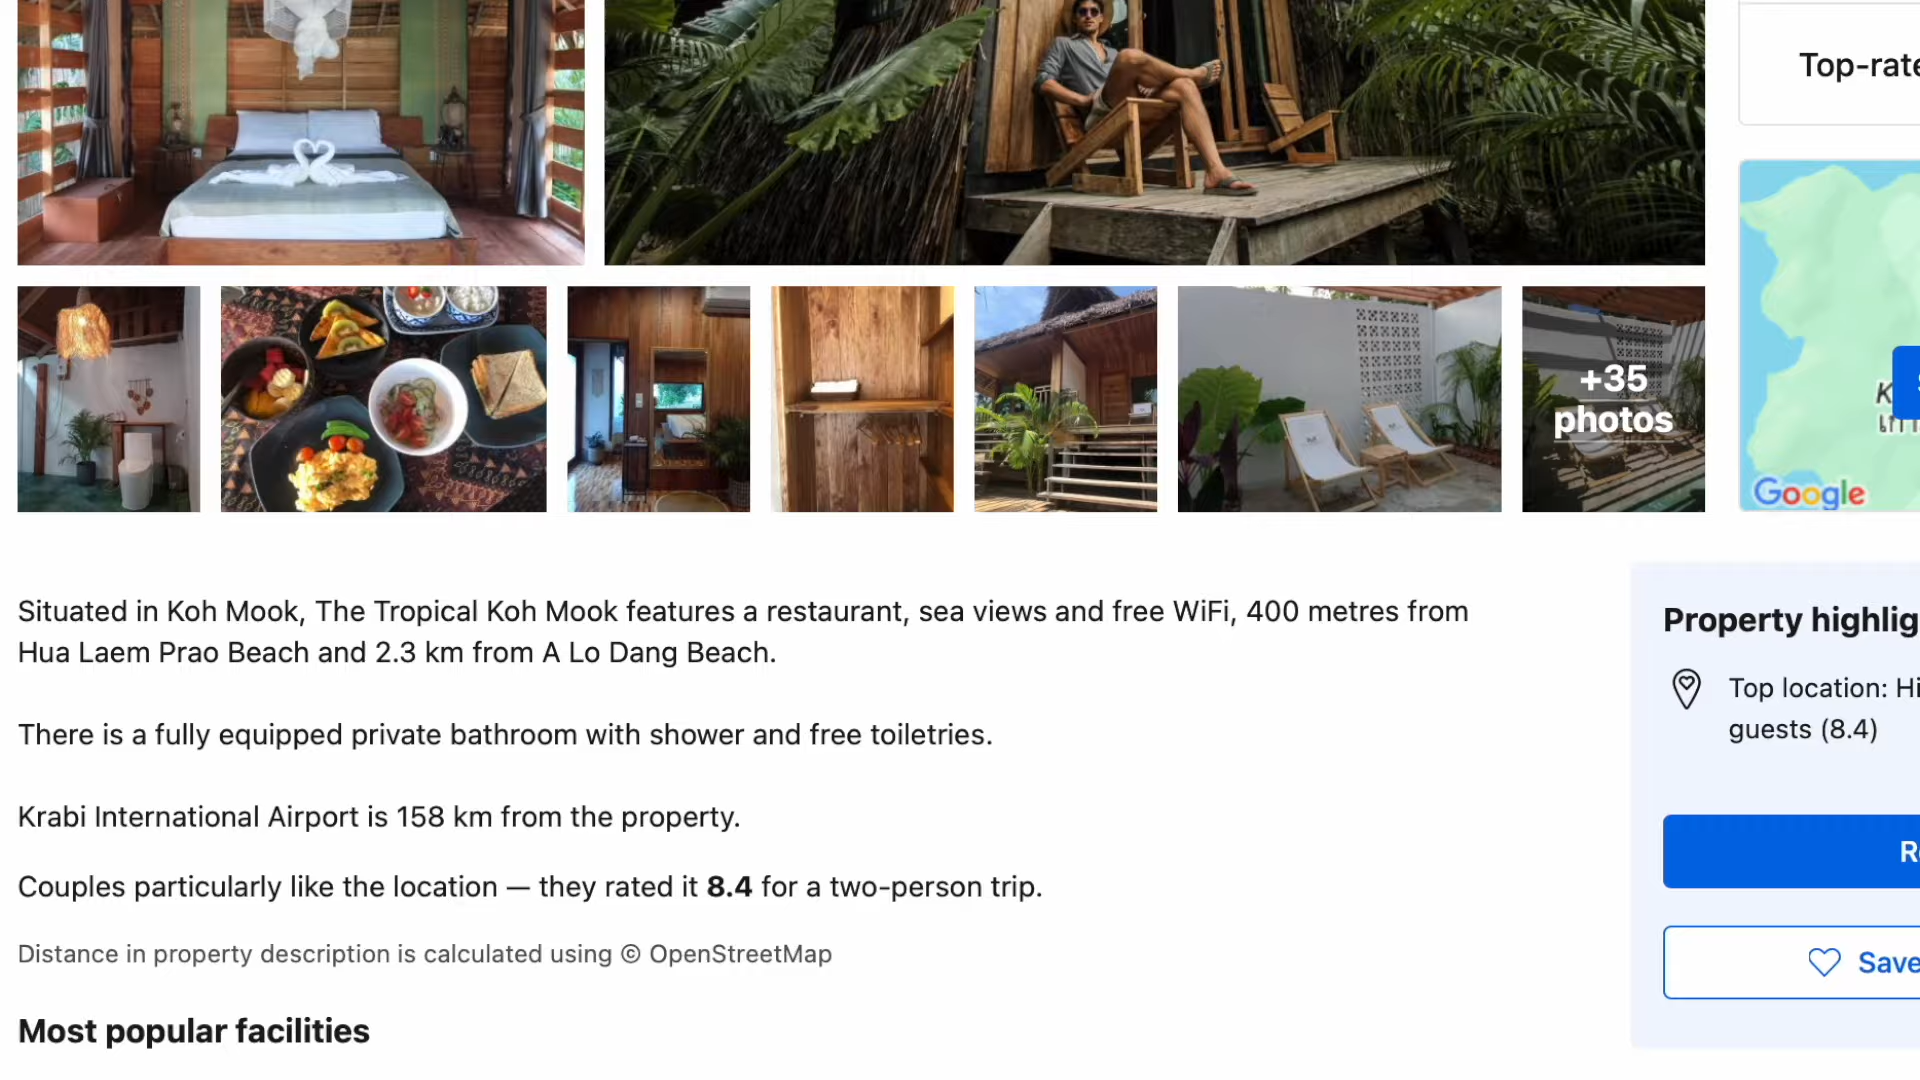 Top-rate
+35
photos
Google
Situated in Koh Mook, The Tropical Koh Mook features a restaurant, sea views and free WiFi, 400 metres from
Hua Laem Prao Beach and 2.3 km from A Lo Dang Beach.
There is a fully equipped private bathroom with shower and free toiletries.
Krabi International Airport is 158 km from the property.
Couples particularly like the location — they rated it 8.4 for a two-person trip.
Distance in property description is calculated using © OpenStreetMap
Most popular facilities
Property highlig
Top location: Hi
guests (8.4)
R
Save